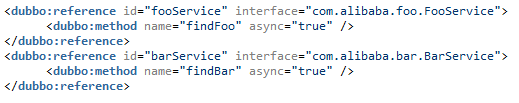 <dubbo:reference id="fooService" interface="com.alibaba.foo.FooService">
<dubbo:method name="findFoo" async="true" />
</dubbo:reference>
<dubbo:reference id="barService" interface="com.alibaba.bar.BarService">
<dubbo:method name="findBar" async="true" />
</dubbo:reference>